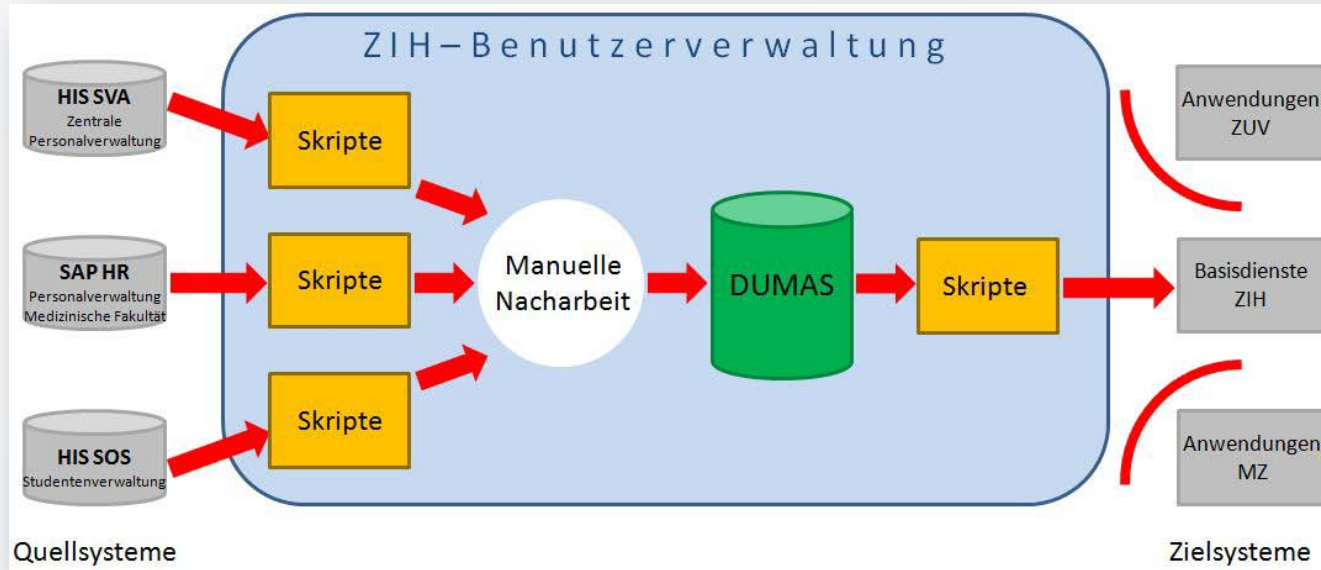 ZIH–Benutzerverwaltung
HIS SVA
Zentrale
Personalverwaltung
SAP HR
Personalverwaltung
Medizinische Fakultät
HIS SOS
Studentenverwaltung
Quellsysteme
Skripte
Skripte
Skripte
Manuelle
Nacharbeit
DUMAS
Skripte
Anwendungen
ZUV
Basisdienste
ZIH
Anwendungen
MZ
Zielsysteme